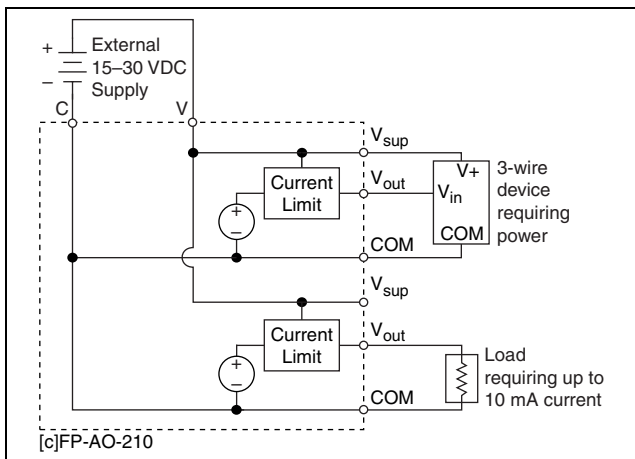 +
External
15–30 VDC
Supply
–
C
V
Vsup
V+
3-wire
device
requiring
power
Current
Limit
Vout
Vin
+
–
COM
COM
Vsup
Current
Limit
Vout
Load
requiring up to
10 mA current
+
–
COM
[c]FP-AO-210